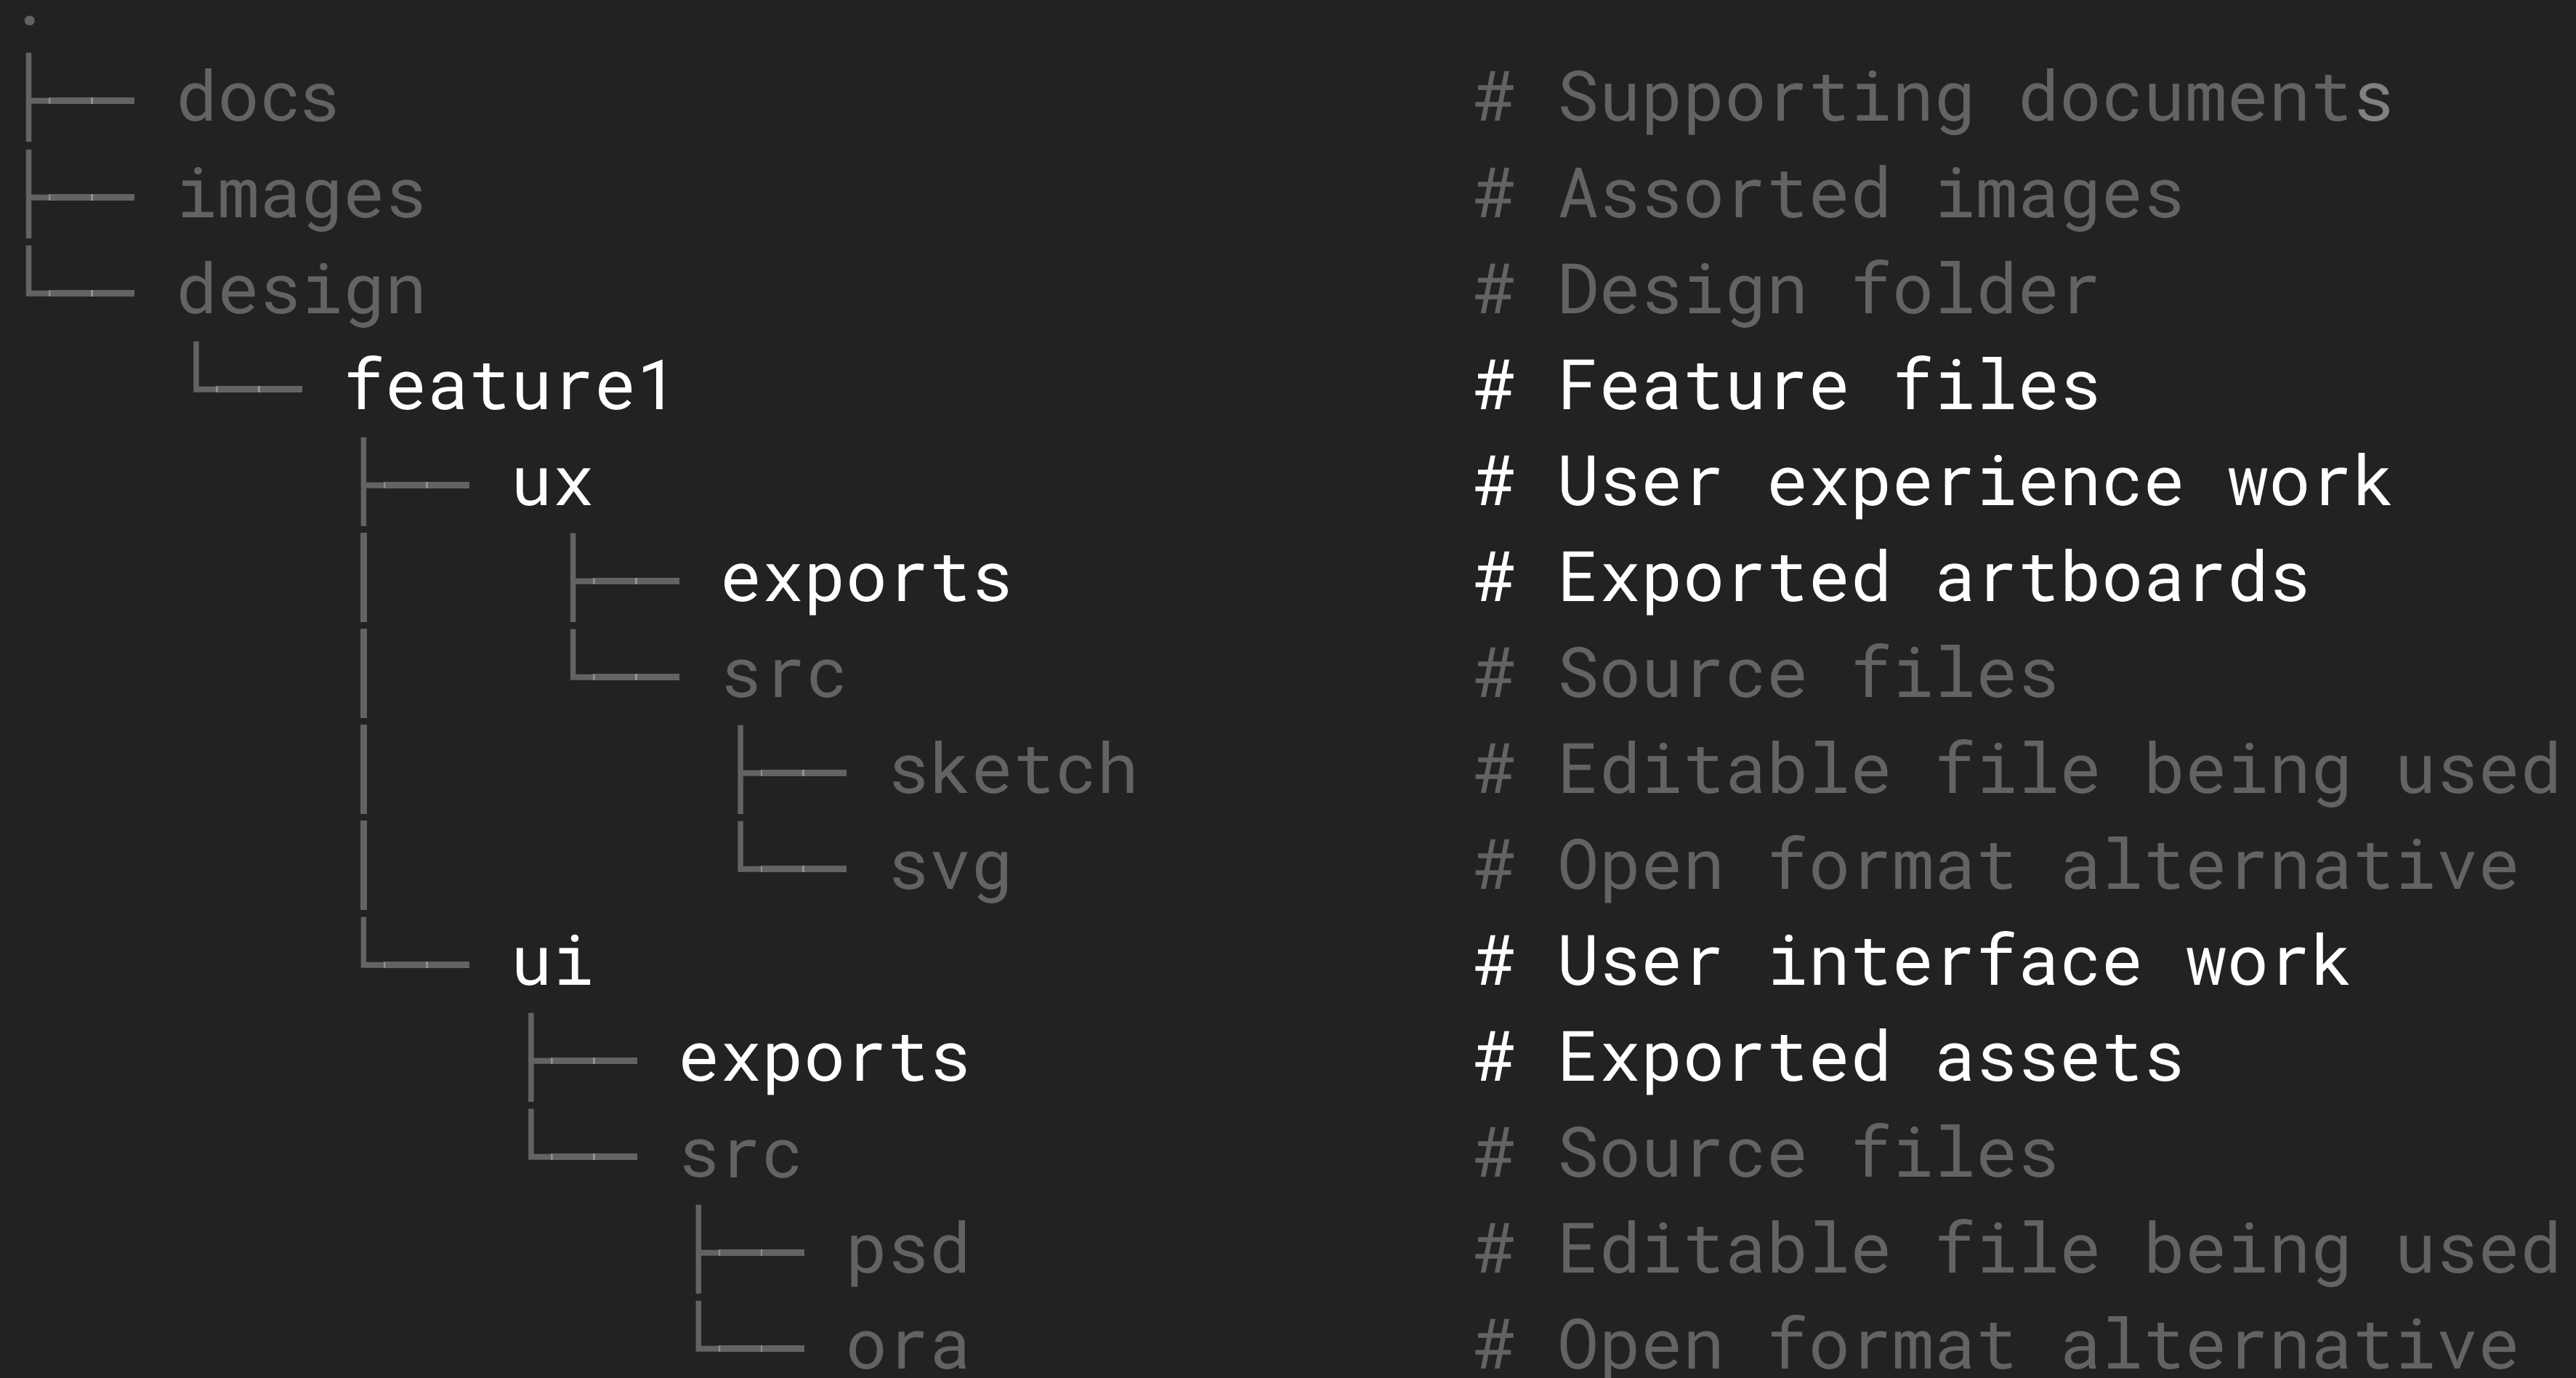 .
├── docs # Supporting documents
├── images # Assorted images
└── design # Design folder
└── feature1 # Feature files
├── ux # User experience work
│ ├── exports # Exported artboards
│ └── src # Source files
│ ├── sketch # Editable file being used
│ └── svg # Open format alternative
└── ui # User interface work
├── exports # Exported assets
└── src # Source files
├── psd # Editable file being used
└── ora # Open format alternative